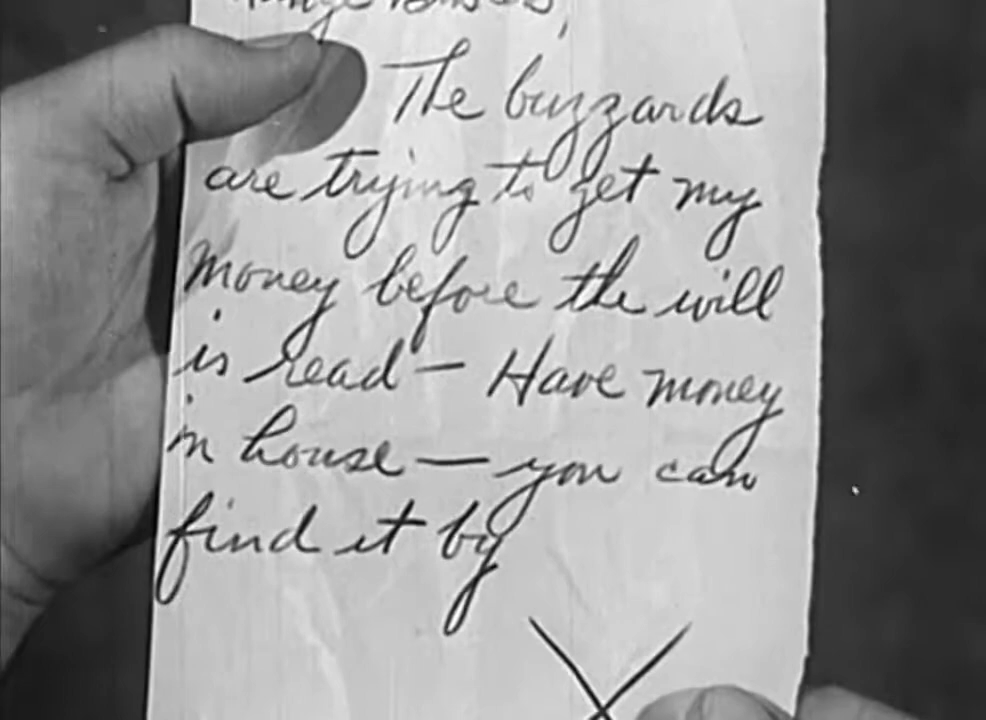 The buzzards
are trying to get my
money before the will
is read — Have money
in house — you can
find it by
X